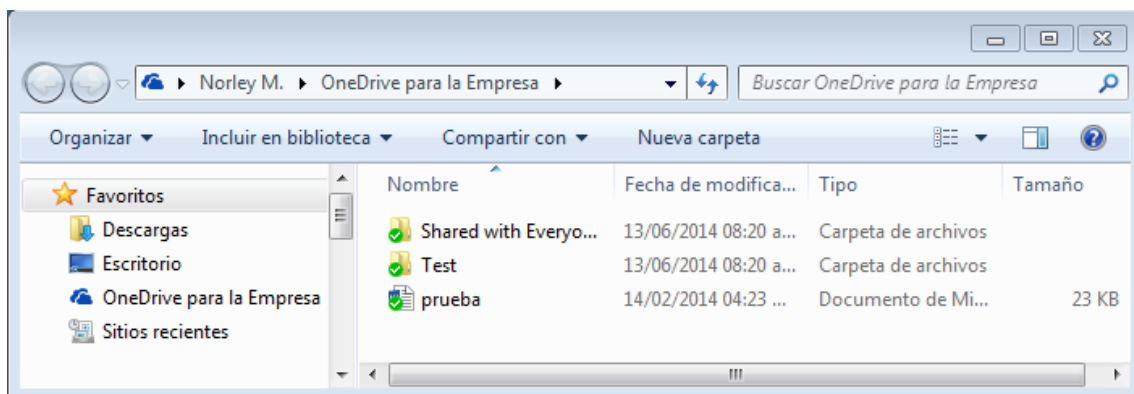 Norley M. OneDrive para la Empresa Buscar OneDrive para la Empresa
Organizar Incluir en biblioteca Compartir con Nueva carpeta
Favoritos
Descargas
Escritorio
OneDrive para la Empresa
Sitios recientes
Nombre Fecha de modifica... Tipo Tamaño
Shared with Everyo... 13/06/2014 08:20 a... Carpeta de archivos
Test 13/06/2014 08:20 a... Carpeta de archivos
prueba 14/02/2014 04:23 ... Documento de Mi... 23 KB